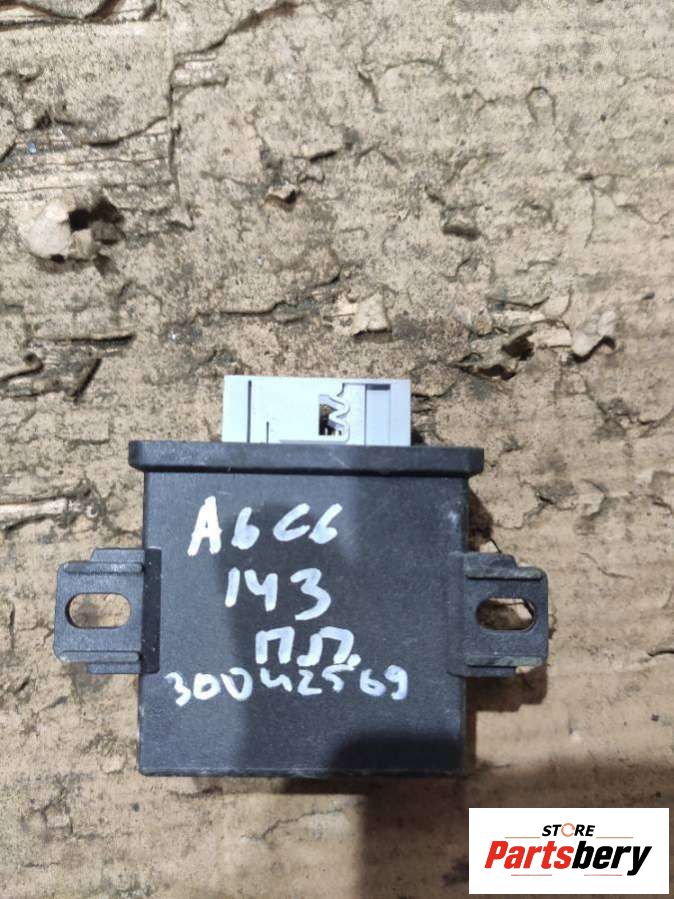 A6C6
143
ПЛ.
30042569
STORE
Partsbery